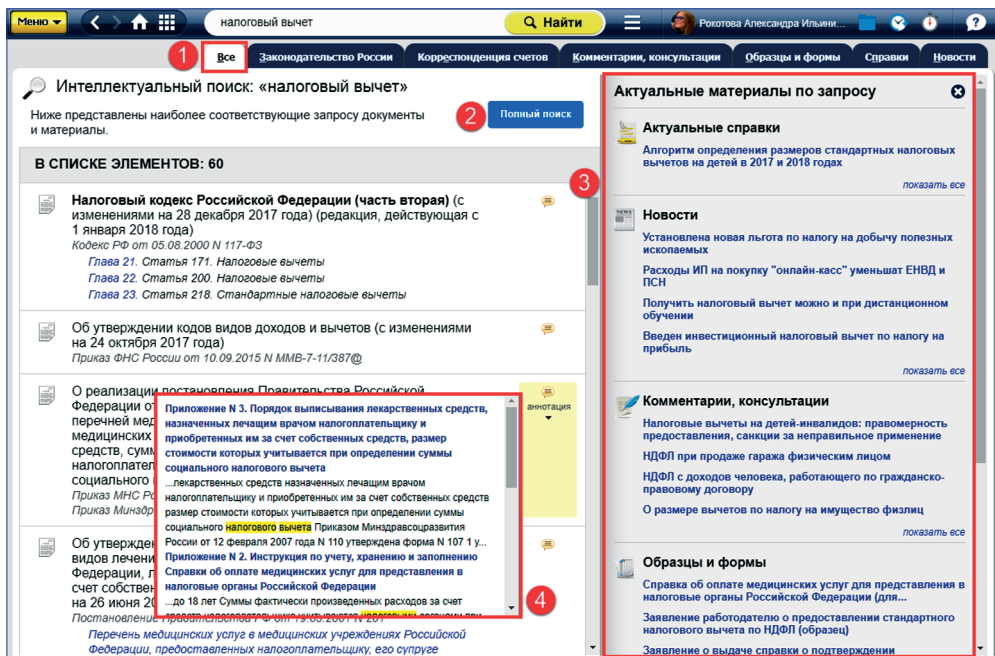 Меню
налоговый вычет
Найти
Рокотова Александра Ильини...
?
1
Все
Законодательство России
Корреспонденция счетов
Комментарии, консультации
Образцы и формы
Справки
Новости
Интеллектуальный поиск: «налоговый вычет»
Ниже представлены наиболее соответствующие запросу документы
и материалы.
2
Полный поиск
В СПИСКЕ ЭЛЕМЕНТОВ: 60
Налоговый кодекс Российской Федерации (часть
вторая) (с
изменениями на 28 декабря 2017 года) (редакция, действующая с
1 января 2018 года)
Кодекс РФ от 05.08.2000 N 117-ФЗ
Глава 21. Статья 171. Налоговые вычеты
Глава 22. Статья 200. Налоговые вычеты
Глава 23. Статья 218. Стандартные налоговые вычеты
Об утверждении кодов видов доходов и вычетов (с изменениями
на 24 октября 2017 года)
Приказ ФНС России от 10.09.2015 N ММВ-7-11/387@
О реализации постановления Правительства Российской
Федерации от
перечней мед
медицинских
средств, сумм
налогоплател
социального
Приказ МНС Ро
Приказ Минздр
аннотация
Приложение N 3. Порядок выписывания лекарственных средств,
назначенных лечащим врачом налогоплательщику и
приобретенных им за счет собственных средств, размер
стоимости которых учитывается при определении суммы
социального налогового вычета
...лекарственных средств назначенных лечащим врачом
налогоплательщику и приобретенных им за счет собственных средств
размер стоимости которых учитывается при определении суммы
социального налогового вычета Приказом Минздравсоцразвития
России от 12 февраля 2007 года N 110 утверждена форма N 107 1 у...
Приложение N 2. Инструкция по учету, хранению и заполнению
Справки об оплате медицинских услуг для представления в
налоговые органы Российской Федерации
...до 18 лет Суммы фактически произведенных расходов за счет
4
Об утвержден
видов лечени
Федерации, л
счет собствен
на 26 июня 20
Постановление Правительства РФ от 19.03.2001 N 201
Перечень медицинских услуг в медицинских учреждениях Российской
Федерации, предоставленных налогоплательщику, его супруге
3
Актуальные материалы по запросу
Актуальные справки
Алгоритм определения размеров стандартных налоговых
вычетов на детей в 2017 и 2018 годах
показать все
NEWS
Новости
Установлена новая льгота по налогу на добычу полезных
ископаемых
Расходы ИП на покупку "онлайн-касс" уменьшат ЕНВД и
ПСН
Получить налоговый вычет можно и при дистанционном
обучении
Введен инвестиционный налоговый вычет по налогу на
прибыль
показать все
Комментарии, консультации
Налоговые вычеты на детей-инвалидов: правомерность
предоставления, санкции за неправильное применение
НДФЛ при продаже гаража физическим лицом
НДФЛ с доходов человека, работающего по гражданско-
правовому договору
О размере вычетов по налогу на имущество физлиц
показать все
Образцы и формы
Справка об оплате медицинских услуг для представления в
налоговые органы Российской Федерации (для...
Заявление работодателю о предоставлении стандартного
налогового вычета по НДФЛ (образец)
Заявление о выдаче справки о подтверждении